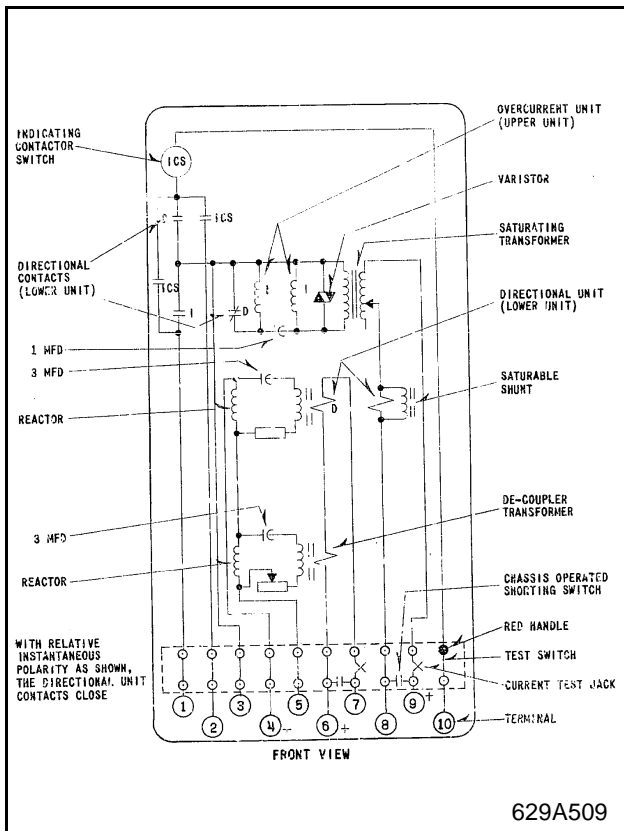 INDICATING
CONTACTOR
SWITCH
ICS
OVERCURRENT UNIT
(UPPER UNIT)
VARISTOR
SATURATING
TRANSFORMER
D
ICS
DIRECTIONAL
CONTACTS
(LOWER UNIT)
ICS
I
D
I
I
DIRECTIONAL UNIT
(LOWER UNIT)
1 MFD
3 MFD
REACTOR
D
SATURABLE
SHUNT
3 MFD
REACTOR
DE-COUPLER
TRANSFORMER
CHASSIS OPERATED
SHORTING SWITCH
WITH RELATIVE
INSTANTANEOUS
POLARITY AS SHOWN,
THE DIRECTIONAL UNIT
CONTACTS CLOSE
RED HANDLE
TEST SWITCH
CURRENT TEST JACK
TERMINAL
1 2 3 4 - 5 6 + 7 8 9 + 10
FRONT VIEW
629A509